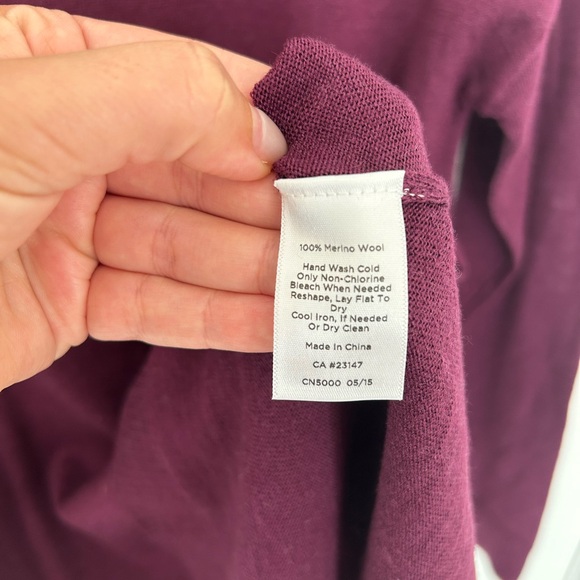 100% Merino Wool
Hand Wash Cold
Only Non-Chlorine
Bleach When Needed
Reshape, Lay Flat To
Dry
Cool Iron, If Needed
Or Dry Clean
Made In China
CA #23147
CN5000 05/15